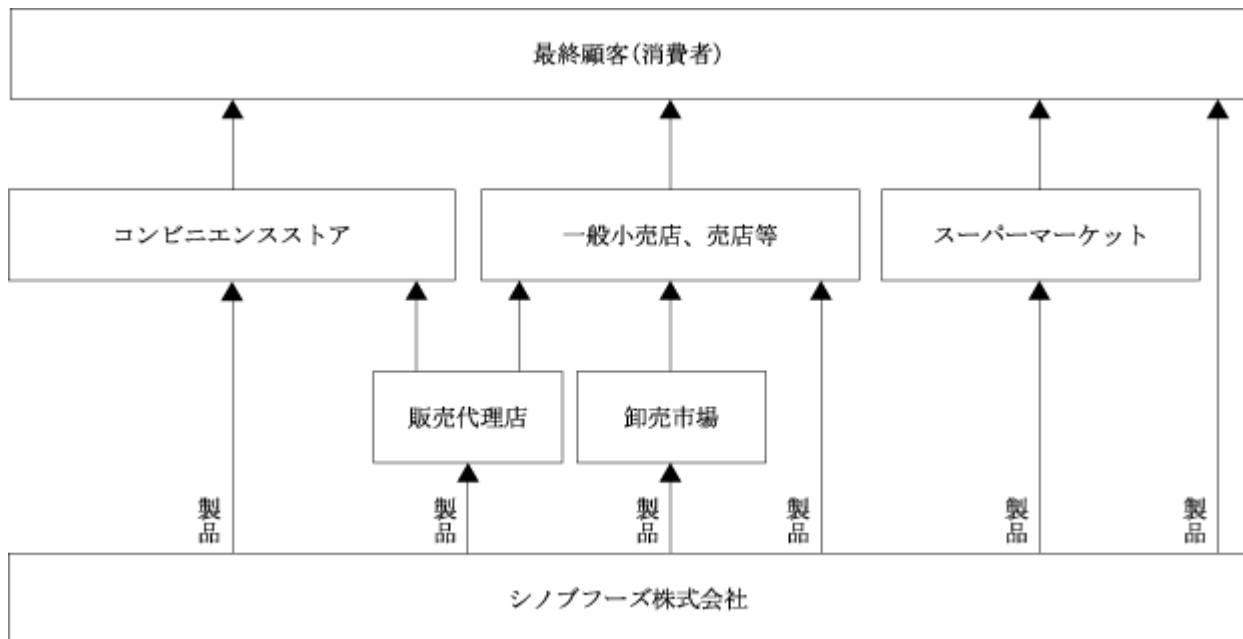 最終顧客(消費者)
コンビニエンスストア
一般小売店、売店等
スーパーマーケット
販売代理店
卸売市場
製品
製品
製品
製品
製品
製品
シノブフーズ株式会社